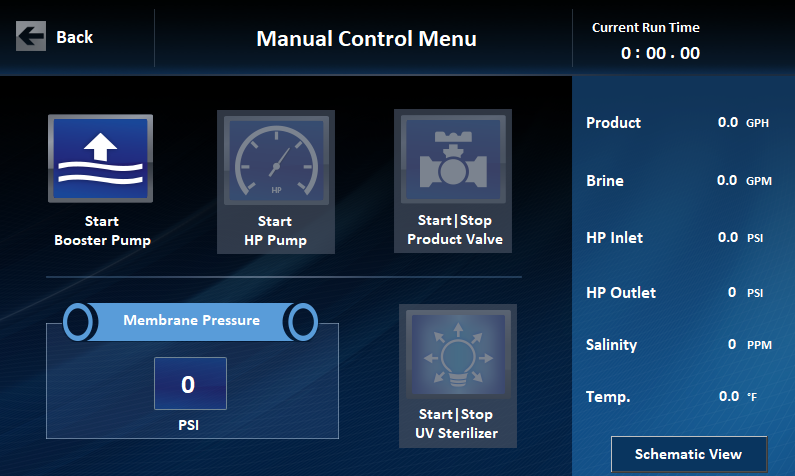 Back
Manual Control Menu
Current Run Time
0 : 00 . 00
Start
Booster Pump
HP
Start
HP Pump
Start|Stop
Product Valve
Product 0.0 GPH
Brine 0.0 GPM
HP Inlet 0.0 PSI
HP Outlet 0 PSI
Salinity 0 PPM
Temp. 0.0 °F
Membrane Pressure
0
PSI
Start|Stop
UV Sterilizer
Schematic View